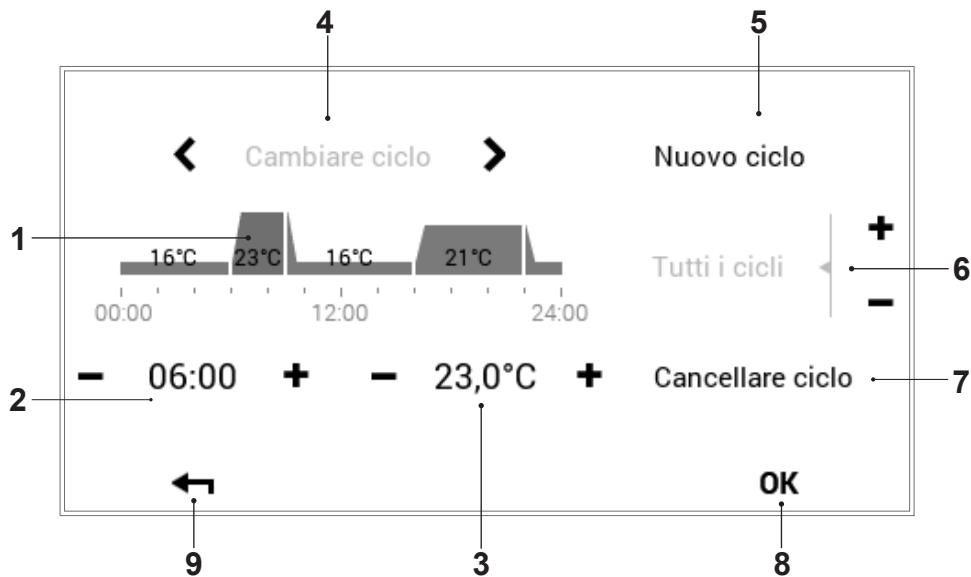 4 5
< Cambiare ciclo > Nuovo ciclo
1
+
16°C 23°C 16°C 21°C
Tutti i cicli
6
−
00:00 12:00 24:00
− 06:00 + − 23,0°C + Cancellare ciclo
7
2
OK
9 3 8